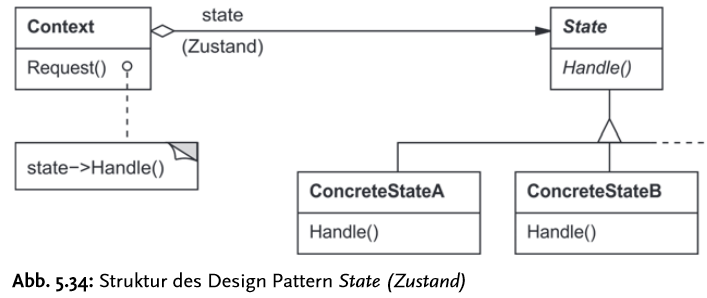 Context
state
(Zustand)
State
Request()
Handle()
state->Handle()
ConcreteStateA
ConcreteStateB
Handle()
Handle()
Abb. 5.34: Struktur des Design Pattern State (Zustand)